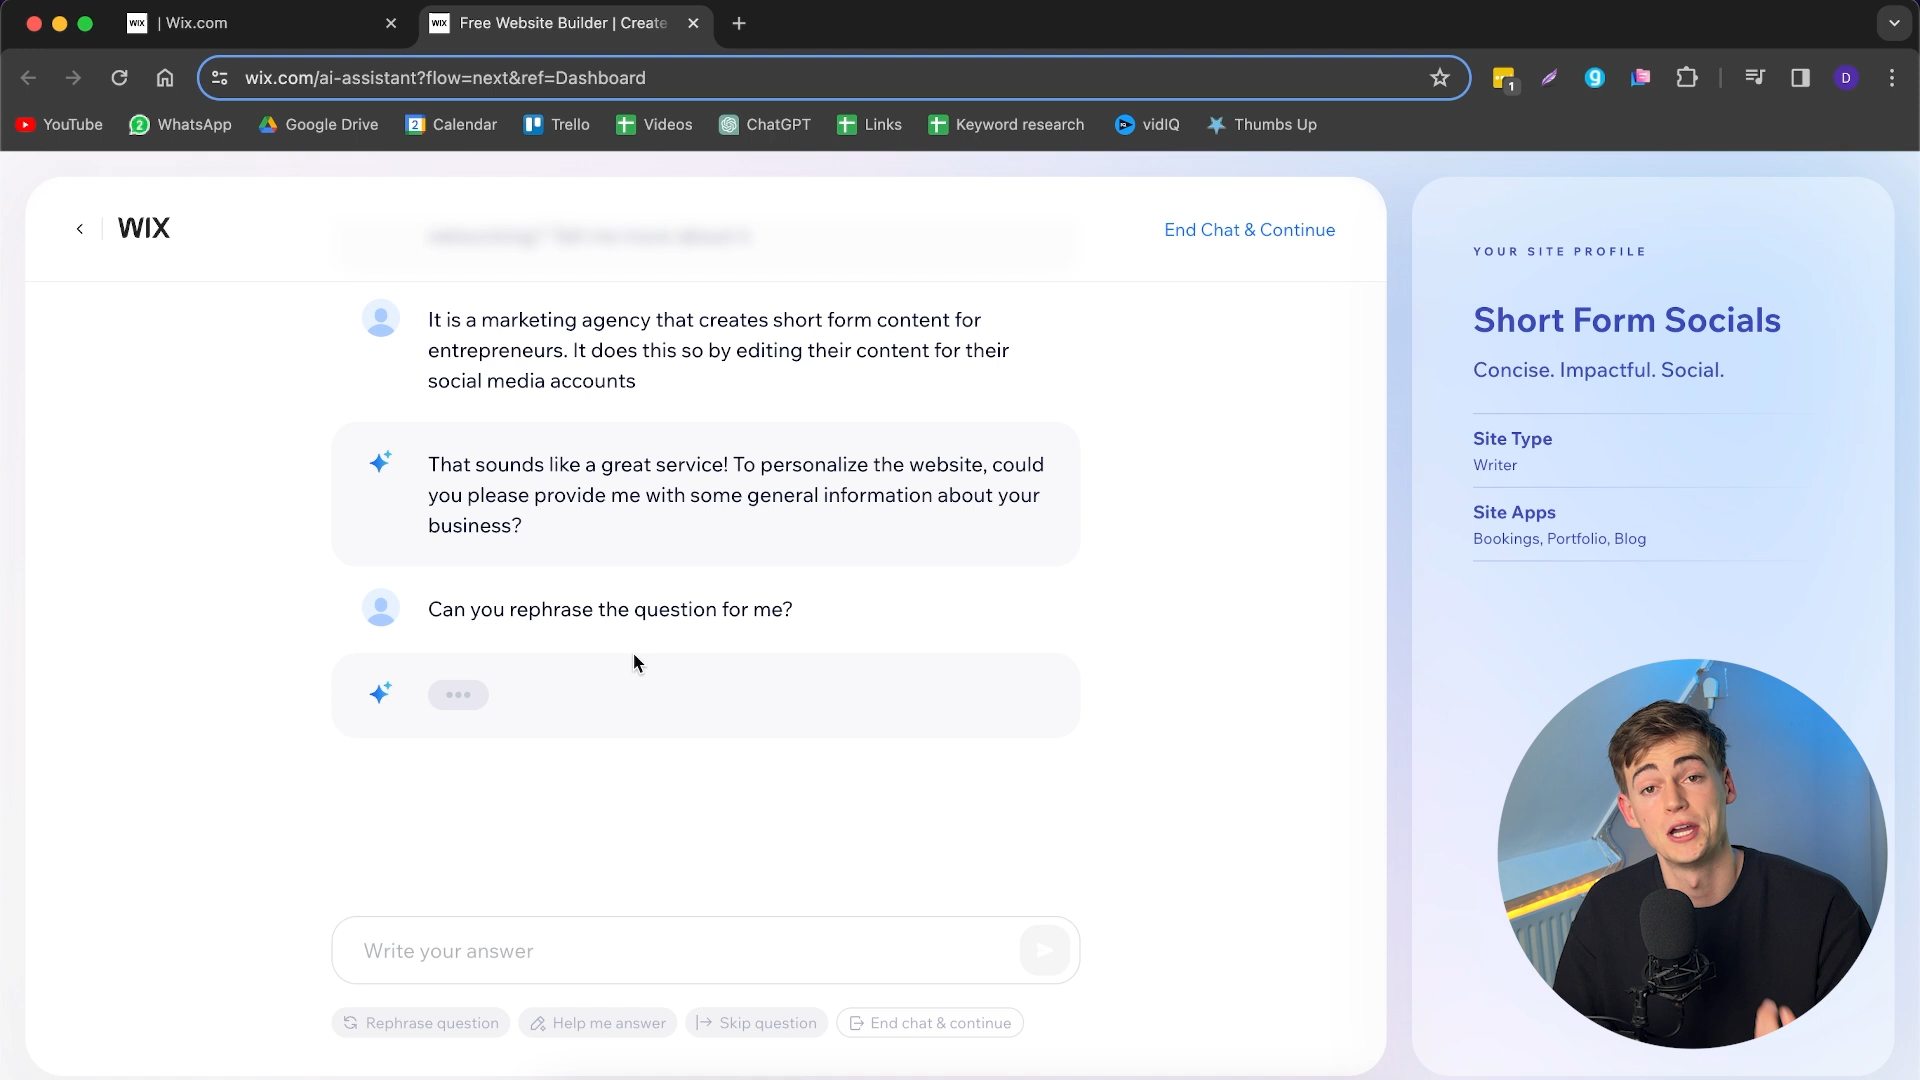 WIX | Wix.com
WIX Free Website Builder | Create
wix.com/ai-assistant?flow=next&ref=Dashboard
1
g
D
YouTube
2 WhatsApp
Google Drive
2 Calendar
Trello
Videos
ChatGPT
Links
Keyword research
vidIQ
Thumbs Up
WIX
End Chat & Continue
It is a marketing agency that creates short form content for
entrepreneurs. It does this so by editing their content for their
social media accounts
That sounds like a great service! To personalize the website, could
you please provide me with some general information about your
business?
Can you rephrase the question for me?
Write your answer
Rephrase question
Help me answer
Skip question
End chat & continue
YOUR SITE PROFILE
Short Form Socials
Concise. Impactful. Social.
Site Type
Writer
Site Apps
Bookings, Portfolio, Blog